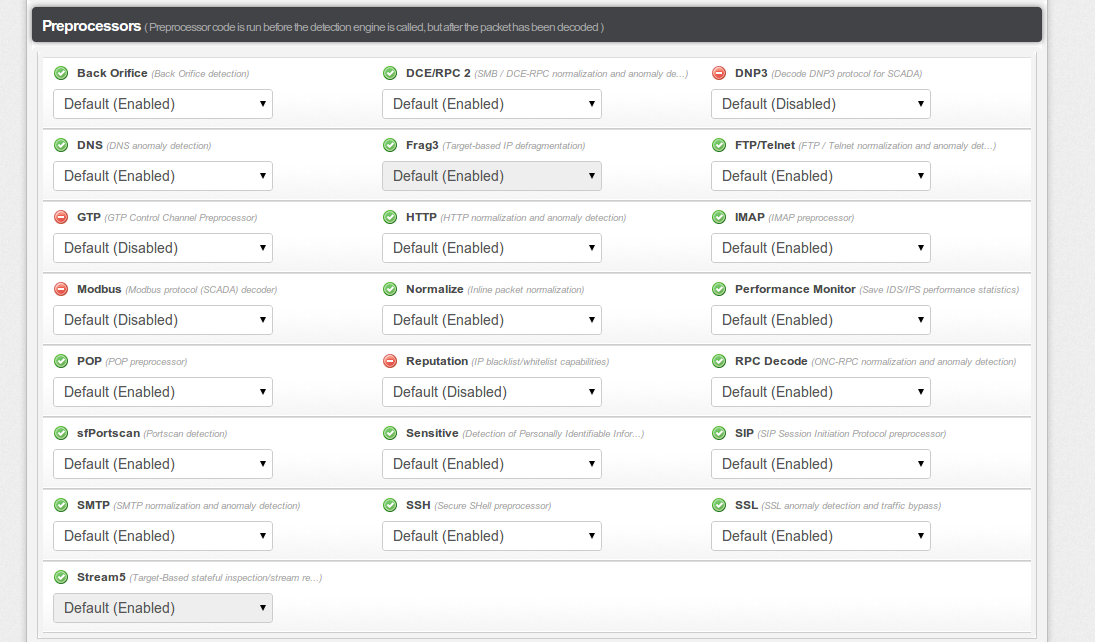 Preprocessors ( Preprocessor code is run before the detection engine is called, but after the packet has been decoded )
Back Orifice (Back Orifice detection)
Default (Enabled)
DCE/RPC 2 (SMB / DCE-RPC normalization and anomaly de...)
Default (Enabled)
DNP3 (Decode DNP3 protocol for SCADA)
Default (Disabled)
DNS (DNS anomaly detection)
Default (Enabled)
Frag3 (Target-based IP defragmentation)
Default (Enabled)
FTP/Telnet (FTP / Telnet normalization and anomaly det...)
Default (Enabled)
GTP (GTP Control Channel Preprocessor)
Default (Disabled)
HTTP (HTTP normalization and anomaly detection)
Default (Enabled)
IMAP (IMAP preprocessor)
Default (Enabled)
Modbus (Modbus protocol (SCADA) decoder)
Default (Disabled)
Normalize (Inline packet normalization)
Default (Enabled)
Performance Monitor (Save IDS/IPS performance statistics)
Default (Enabled)
POP (POP preprocessor)
Default (Enabled)
Reputation (IP blacklist/whitelist capabilities)
Default (Disabled)
RPC Decode (ONC-RPC normalization and anomaly detection)
Default (Enabled)
sfPortscan (Portscan detection)
Default (Enabled)
Sensitive (Detection of Personally Identifiable Infor...)
Default (Enabled)
SIP (SIP Session Initiation Protocol preprocessor)
Default (Enabled)
SMTP (SMTP normalization and anomaly detection)
Default (Enabled)
SSH (Secure SHell preprocessor)
Default (Enabled)
SSL (SSL anomaly detection and traffic bypass)
Default (Enabled)
Stream5 (Target-Based stateful inspection/stream re...)
Default (Enabled)